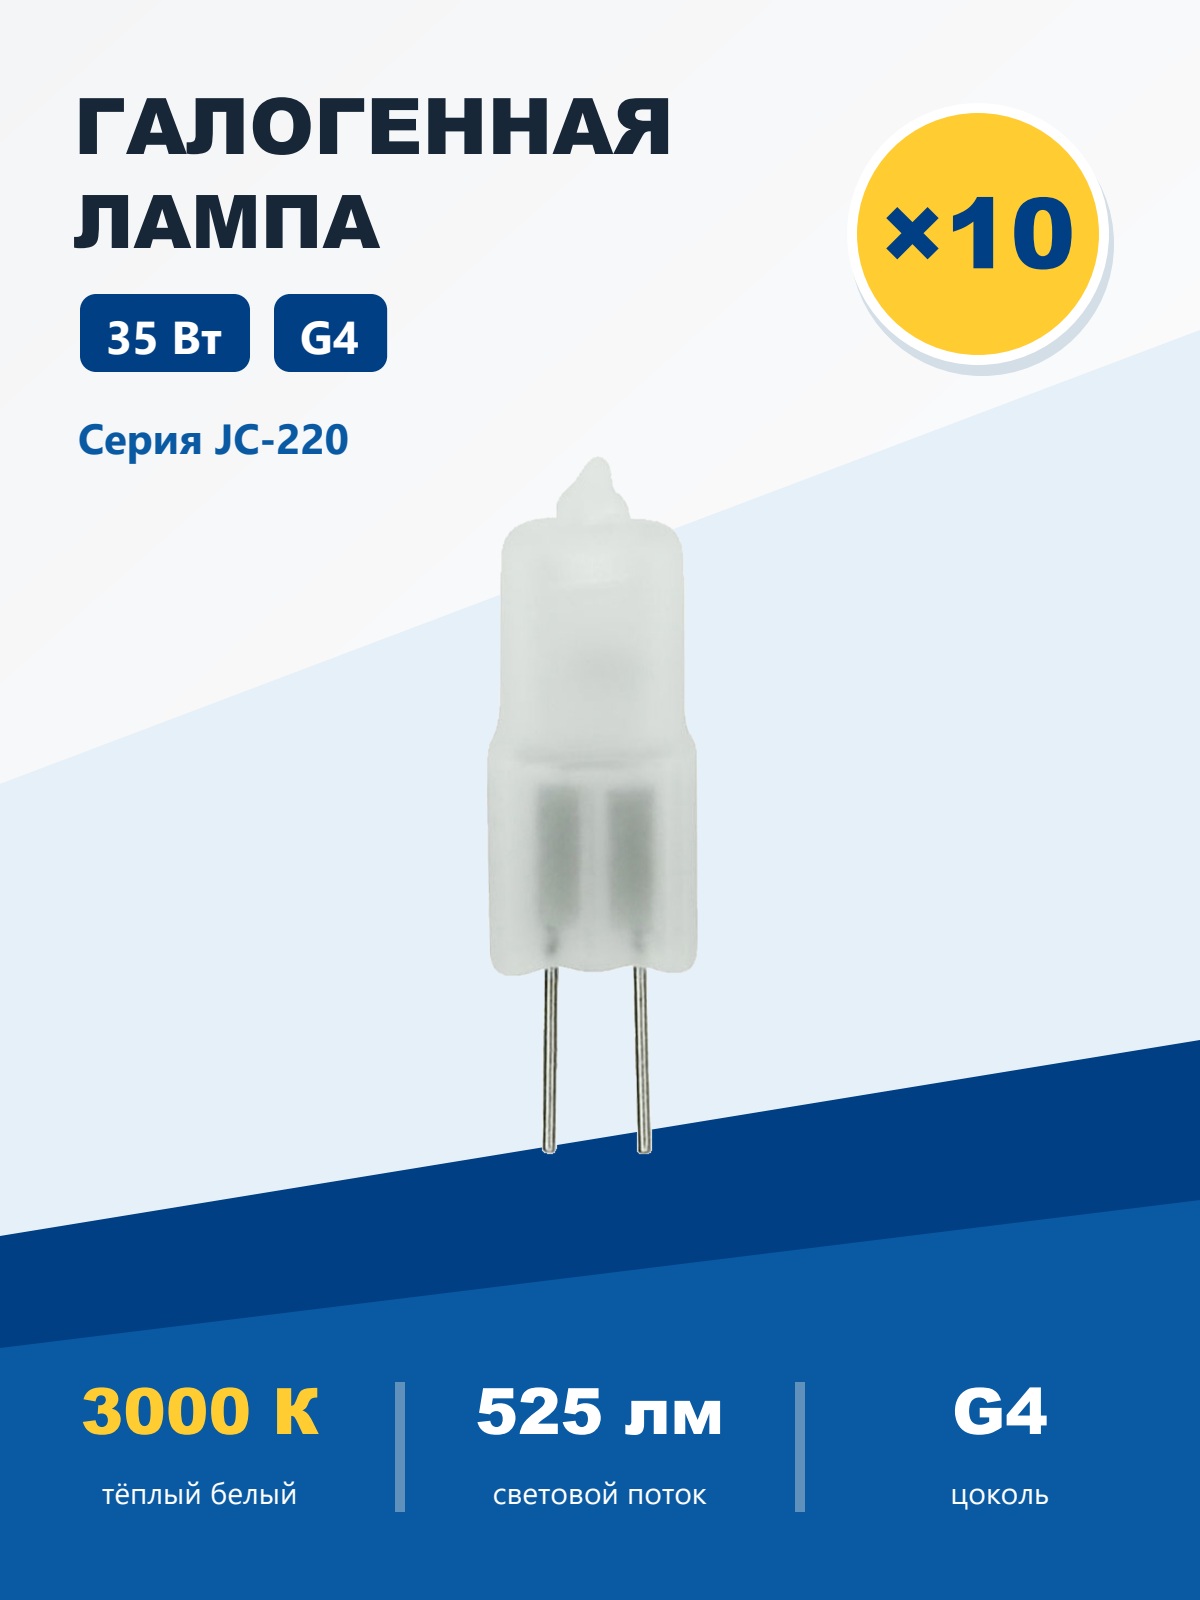 ГАЛОГЕННАЯ
ЛАМПА
×10
35 Вт G4
Серия JC-220
3000 К 525 лм G4
тёплый белый световой поток цоколь